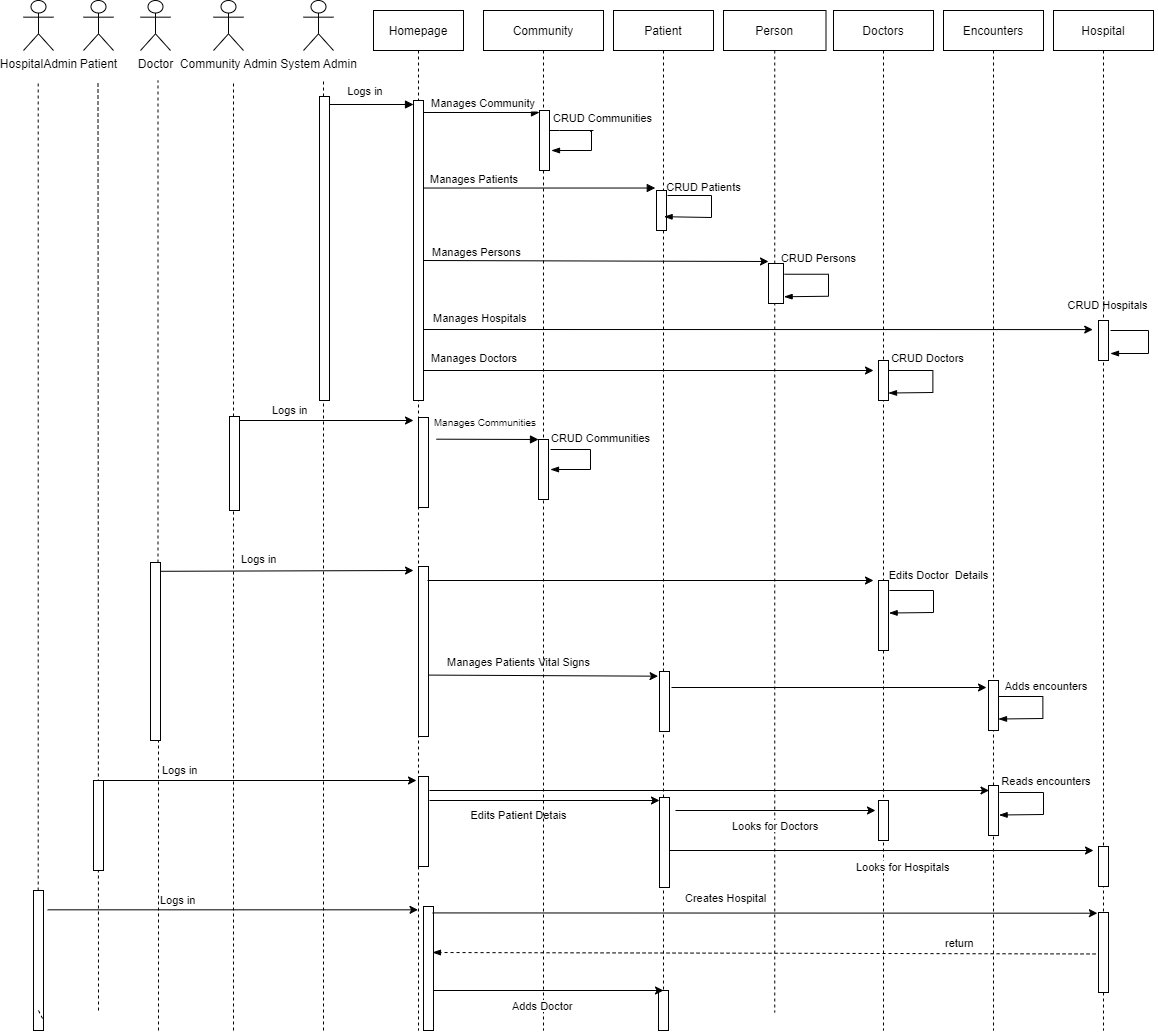 Homepage
Community
Patient
Person
Doctors
Encounters
Hospital
HospitalAdmin
Patient
Doctor
Community Admin
System Admin
Logs in
Manages Community
CRUD Communities
Manages Patients
CRUD Patients
Manages Persons
CRUD Persons
CRUD Hospitals
Manages Hospitals
Manages Doctors
CRUD Doctors
Logs in
Manages Communities
CRUD Communities
Logs in
Edits Doctor Details
Manages Patients Vital Signs
Adds encounters
Logs in
Reads encounters
Edits Patient Detais
Looks for Doctors
Looks for Hospitals
Logs in
Creates Hospital
return
Adds Doctor